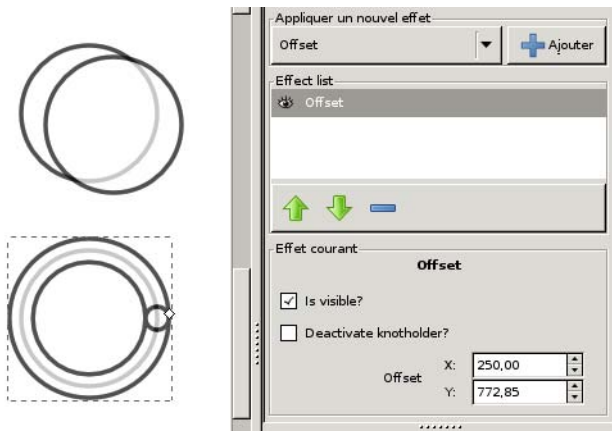 Appliquer un nouvel effet
Offset
Ajouter
Effect list
Offset
Effet courant
Offset
Is visible?
Deactivate knotholder?
Offset X: 250,00
Y: 772,85